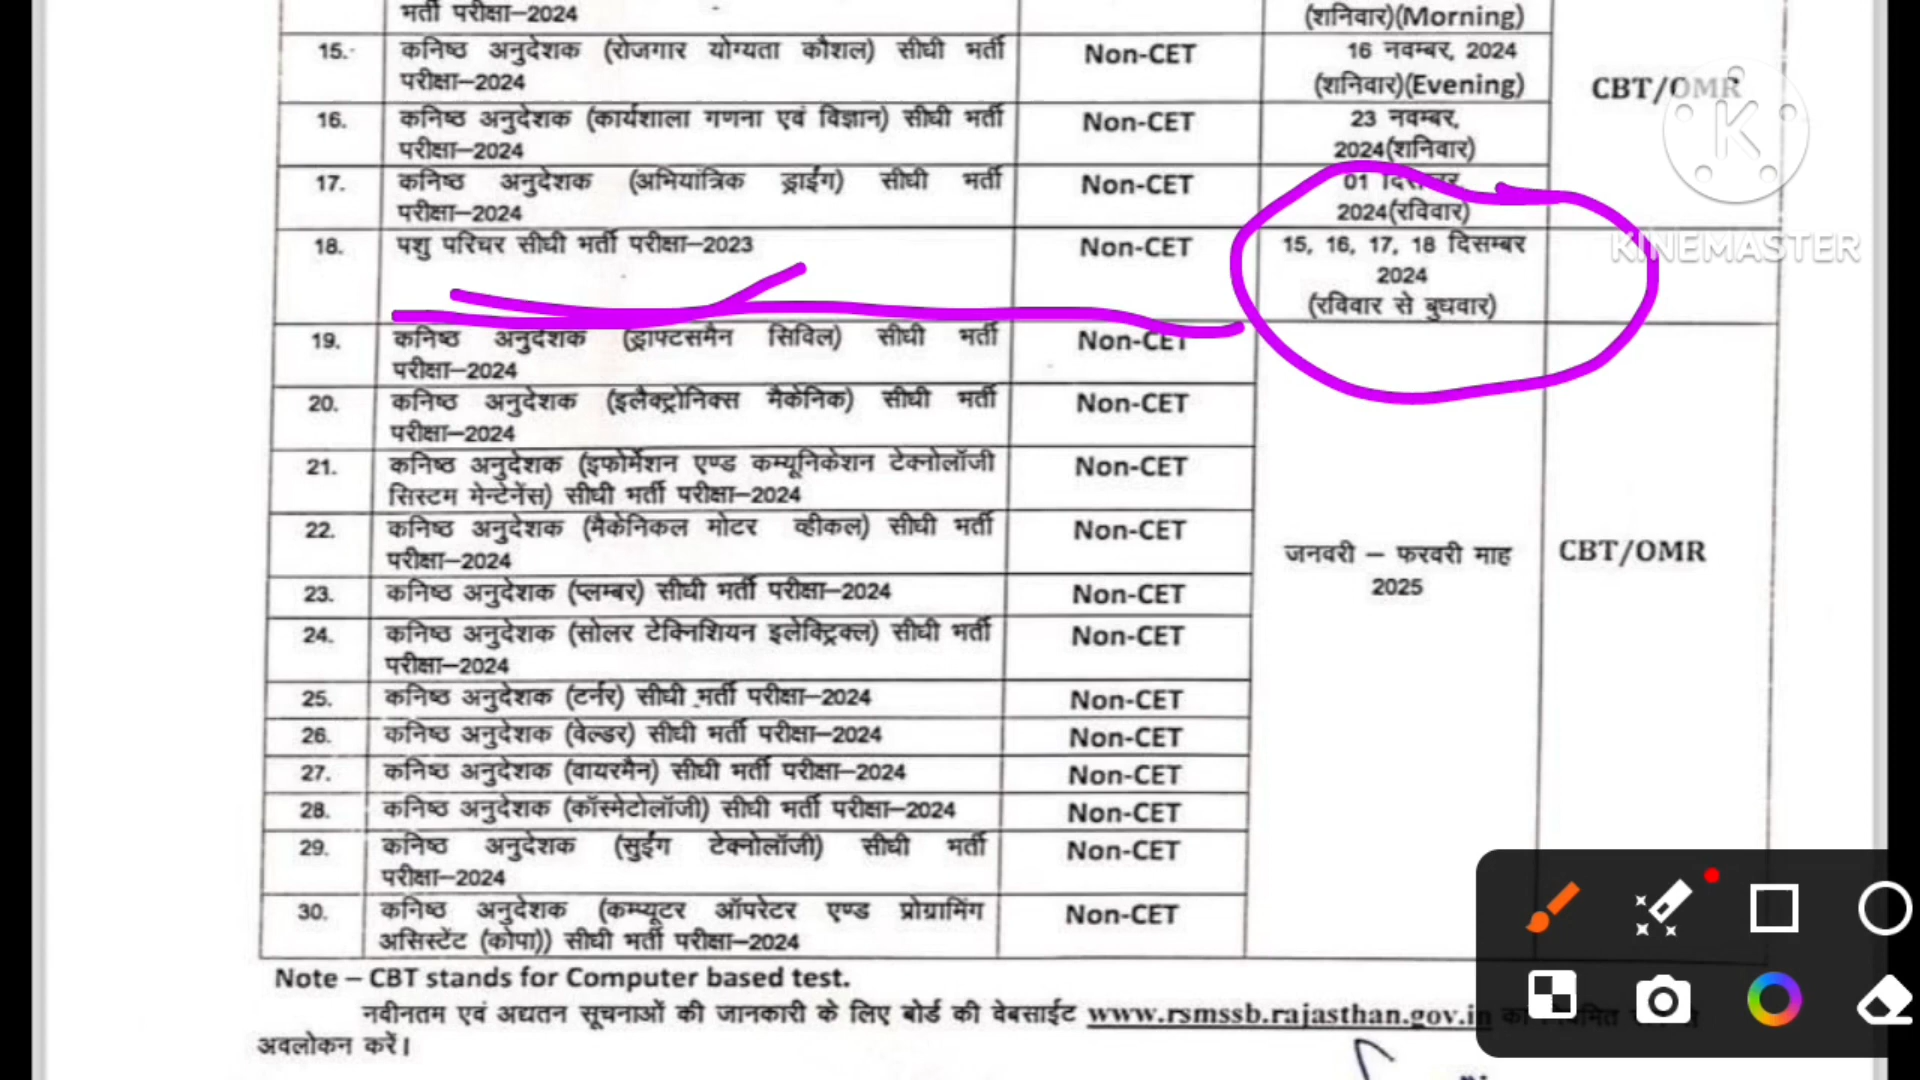 भर्ती परीक्षा–2024
(शनिवार)(Morning)
15. कनिष्ठ अनुदेशक (रोजगार योग्यता कौशल) सीधी भर्ती
परीक्षा–2024
Non-CET
16 नवम्बर, 2024
(शनिवार)(Evening)
CBT/OMR
16. कनिष्ठ अनुदेशक (कार्यशाला गणना एवं विज्ञान) सीधी भर्ती
परीक्षा–2024
Non-CET
23 नवम्बर,
2024(शनिवार)
17. कनिष्ठ अनुदेशक (अभियांत्रिक ड्राईंग) सीधी भर्ती
परीक्षा–2024
Non-CET
01 दिसम्बर,
2024(रविवार)
18. पशु परिचर सीधी भर्ती परीक्षा–2023
Non-CET
15, 16, 17, 18 दिसम्बर
2024
(रविवार से बुधवार)
K
KINEMASTER
19. कनिष्ठ अनुदेशक (ड्राफ्टसमैन सिविल) सीधी भर्ती
परीक्षा–2024
Non-CET
20. कनिष्ठ अनुदेशक (इलैक्ट्रोनिक्स मैकेनिक) सीधी भर्ती
परीक्षा–2024
Non-CET
21. कनिष्ठ अनुदेशक (इफोर्मेशन एण्ड कम्यूनिकेशन टेक्नोलॉजी
सिस्टम मेन्टेनेंस) सीधी भर्ती परीक्षा–2024
Non-CET
22. कनिष्ठ अनुदेशक (मैकेनिकल मोटर व्हीकल) सीधी भर्ती
परीक्षा–2024
Non-CET
जनवरी – फरवरी माह
2025
CBT/OMR
23. कनिष्ठ अनुदेशक (प्लम्बर) सीधी भर्ती परीक्षा–2024
Non-CET
24. कनिष्ठ अनुदेशक (सोलर टेक्निशियन इलेक्ट्रिक्ल) सीधी भर्ती
परीक्षा–2024
Non-CET
25. कनिष्ठ अनुदेशक (टर्नर) सीधी भर्ती परीक्षा–2024
Non-CET
26. कनिष्ठ अनुदेशक (वेल्डर) सीधी भर्ती परीक्षा–2024
Non-CET
27. कनिष्ठ अनुदेशक (वायरमैन) सीधी भर्ती परीक्षा–2024
Non-CET
28. कनिष्ठ अनुदेशक (कॉस्मेटोलॉजी) सीधी भर्ती परीक्षा–2024
Non-CET
29. कनिष्ठ अनुदेशक (सुईंग टेक्नोलॉजी) सीधी भर्ती
परीक्षा–2024
Non-CET
30. कनिष्ठ अनुदेशक (कम्प्यूटर ऑपरेटर एण्ड प्रोग्रामिंग
असिस्टेंट (कोपा)) सीधी भर्ती परीक्षा–2024
Non-CET
Note – CBT stands for Computer based test.
नवीनतम एवं अद्यतन सूचनाओं की जानकारी के लिए बोर्ड की वेबसाईट www.rsmssb.rajasthan.gov.in का
अवलोकन करें।